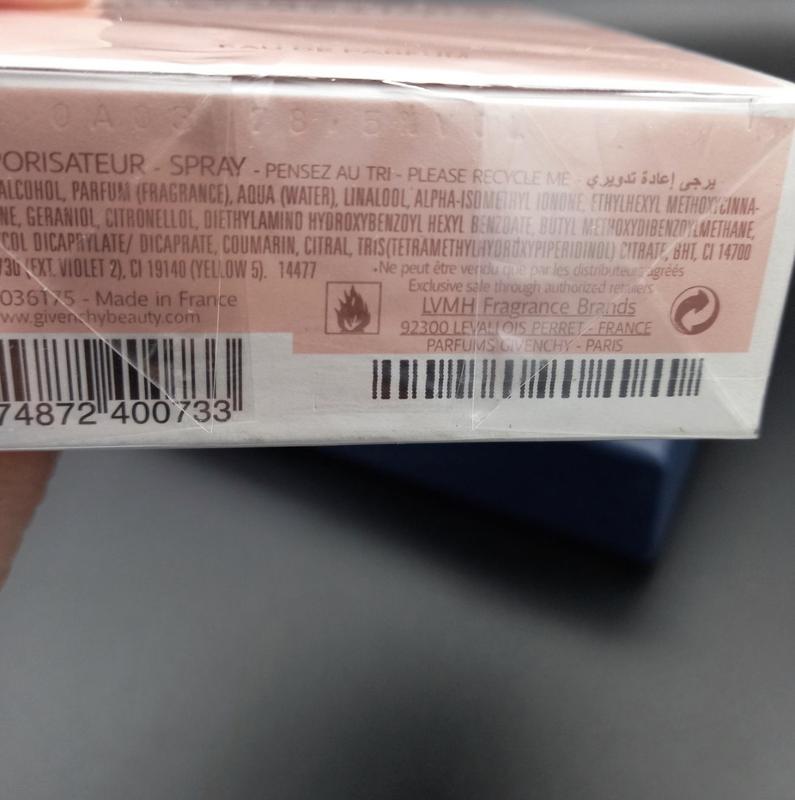 EAU DE PARFUM
PORISATEUR - SPRAY - PENSEZ AU TRI - PLEASE RECYCLE ME - يرجى إعادة تدويري
ALCOHOL, PARFUM (FRAGRANCE), AQUA (WATER), LINALOOL, ALPHA-ISOMETHYL IONONE, ETHYLHEXYL METHOXYCINNA-
NE, GERANIOL, CITRONELLOL, DIETHYLAMINO HYDROXYBENZOYL HEXYL BENZOATE, BUTYL METHOXYDIBENZOYLMETHANE,
COL DICAPRYLATE/ DICAPRATE, COUMARIN, CITRAL, TRIS(TETRAMETHYLHYDROXYPIPERIDINOL) CITRATE, BHT, CI 14700
730 (EXT. VIOLET 2), CI 19140 (YELLOW 5). 14477
•Ne peut être vendu que par les distributeurs agréés
Exclusive sale through authorized retailers
036175 - Made in France
www.givenchybeauty.com
LVMH Fragrance Brands
92300 LEVALLOIS PERRET - FRANCE
PARFUMS GIVENCHY - PARIS
74872 400733